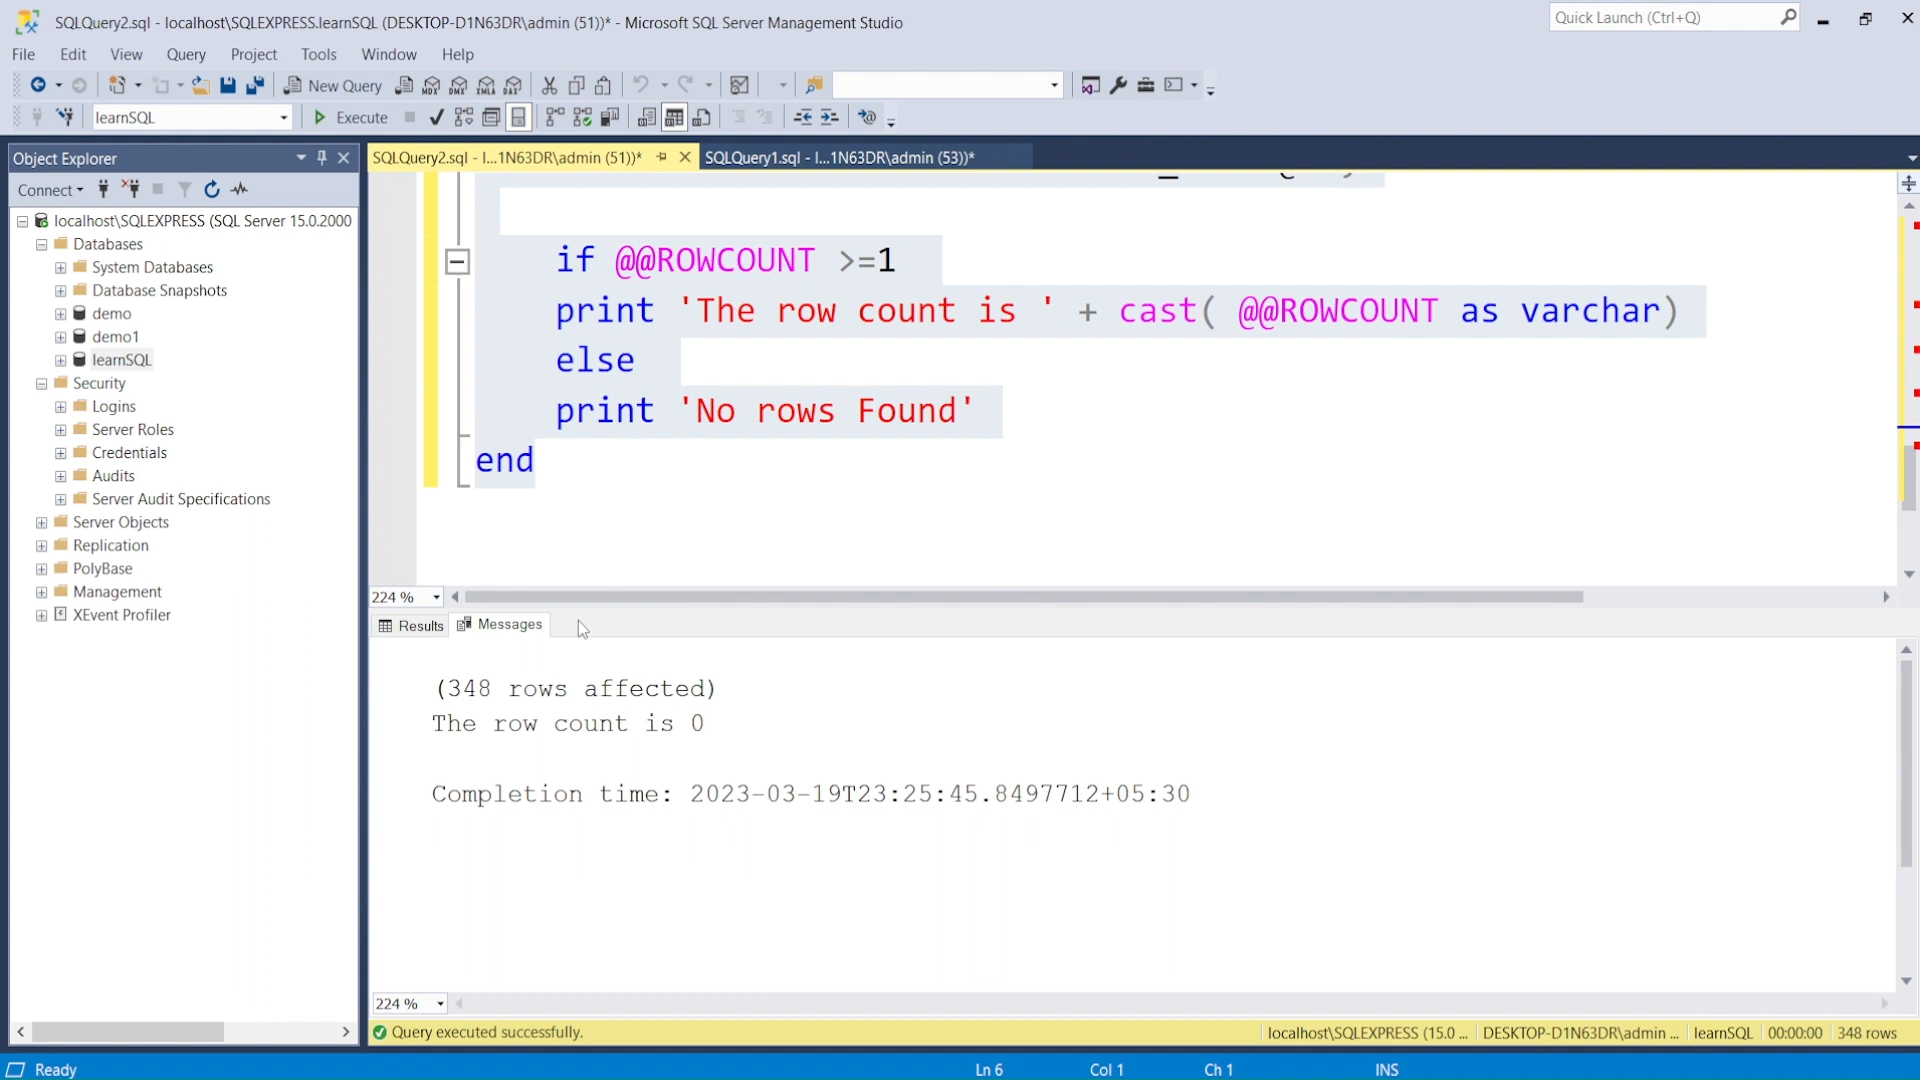 SQLQuery2.sql - localhost\SQLEXPRESS.learnSQL (DESKTOP-D1N63DR\admin (51))* - Microsoft SQL Server Management Studio
Quick Launch (Ctrl+Q)
File Edit View Query Project Tools Window Help
New Query MDX DMX XMLA DAX
learnSQL Execute
Object Explorer
SQLQuery2.sql - l...1N63DR\admin (51))* SQLQuery1.sql - l...1N63DR\admin (53))*
Connect
localhost\SQLEXPRESS (SQL Server 15.0.2000
Databases
System Databases
Database Snapshots
demo
demo1
learnSQL
Security
Logins
Server Roles
Credentials
Audits
Server Audit Specifications
Server Objects
Replication
PolyBase
Management
XEvent Profiler
if @@ROWCOUNT >=1
print 'The row count is ' + cast( @@ROWCOUNT as varchar)
else
print 'No rows Found'
end
224 %
Results Messages
(348 rows affected)
The row count is 0
Completion time: 2023-03-19T23:25:45.8497712+05:30
224 %
Query executed successfully. localhost\SQLEXPRESS (15.0 ... DESKTOP-D1N63DR\admin ... learnSQL 00:00:00 348 rows
Ready Ln 6 Col 1 Ch 1 INS